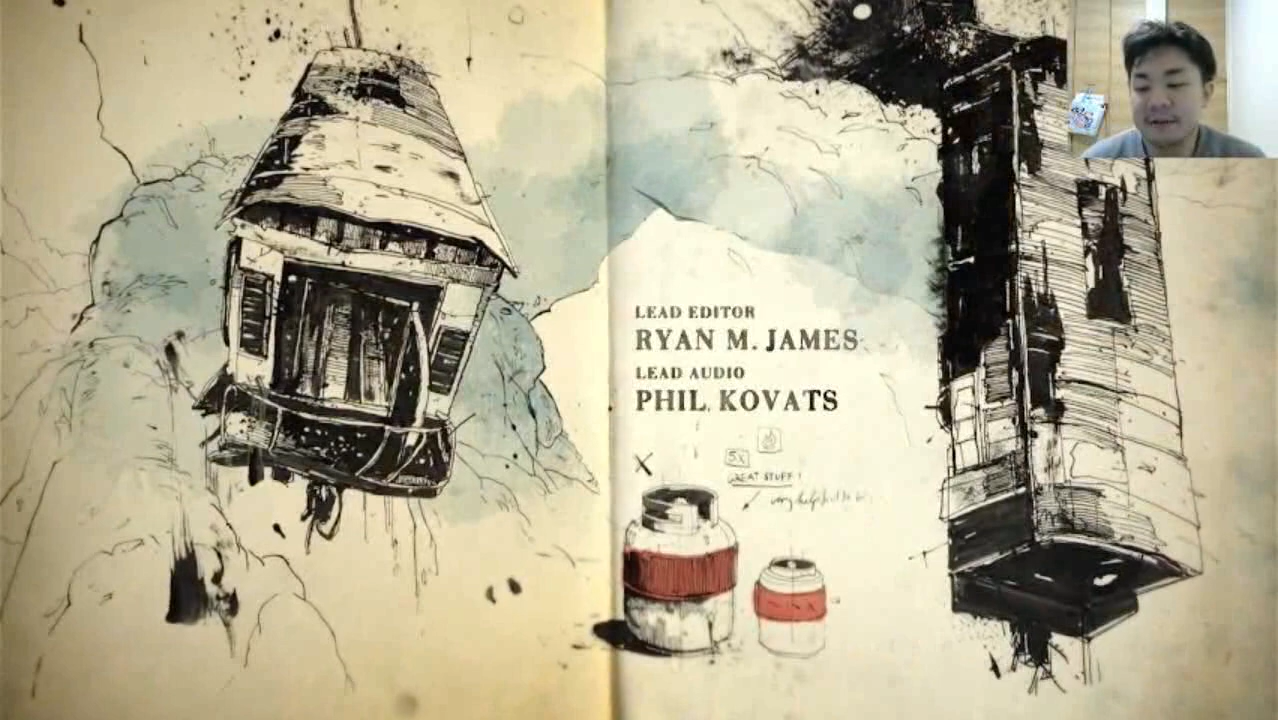 LEAD EDITOR
RYAN M. JAMES
LEAD AUDIO
PHIL KOVATS
5X
GREAT STUFF!